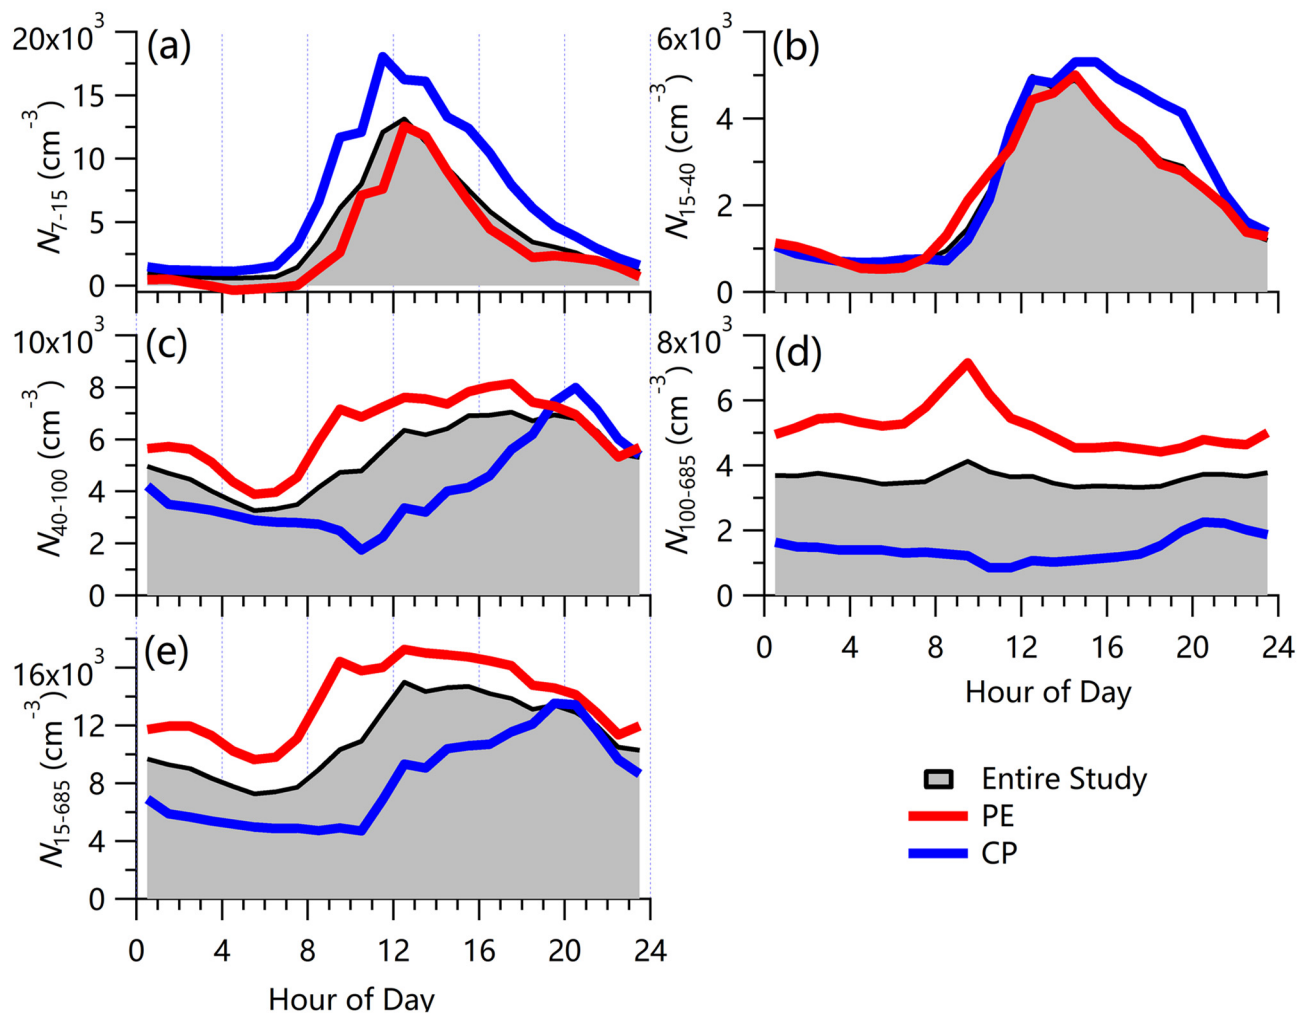 20x10³
(a)
15
10
5
0
N7-15 (cm⁻³)
6x10³
(b)
4
2
0
N15-40 (cm⁻³)
10x10³
(c)
8
6
4
2
0
N40-100 (cm⁻³)
8x10³
(d)
6
4
2
0
N100-685 (cm⁻³)
0 4 8 12 16 20 24
Hour of Day
(e)
16x10³
12
8
4
0
N15-685 (cm⁻³)
0 4 8 12 16 20 24
Hour of Day
Entire Study
PE
CP